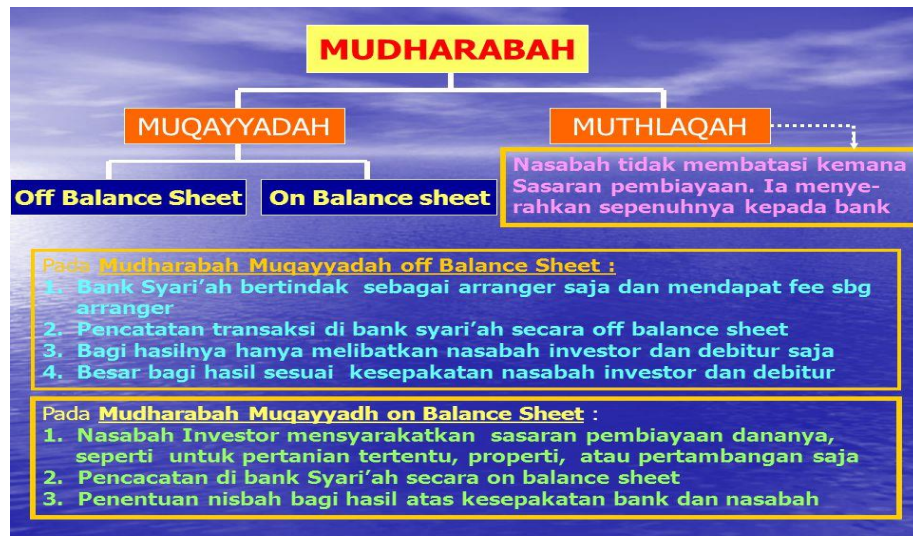 MUDHARABAH
MUQAYYADAH
MUTHLAQAH
Off Balance Sheet
On Balance sheet
Nasabah tidak membatasi kemana
Sasaran pembiayaan. Ia menye-
rahkan sepenuhnya kepada bank
Pada Mudharabah Muqayyadah off Balance Sheet :
1. Bank Syari’ah bertindak sebagai arranger saja dan mendapat fee sbg
arranger
2. Pencatatan transaksi di bank syari’ah secara off balance sheet
3. Bagi hasilnya hanya melibatkan nasabah investor dan debitur saja
4. Besar bagi hasil sesuai kesepakatan nasabah investor dan debitur
Pada Mudharabah Muqayyadh on Balance Sheet :
1. Nasabah Investor mensyarakatkan sasaran pembiayaan dananya,
seperti untuk pertanian tertentu, properti, atau pertambangan saja
2. Pencacatan di bank Syari’ah secara on balance sheet
3. Penentuan nisbah bagi hasil atas kesepakatan bank dan nasabah